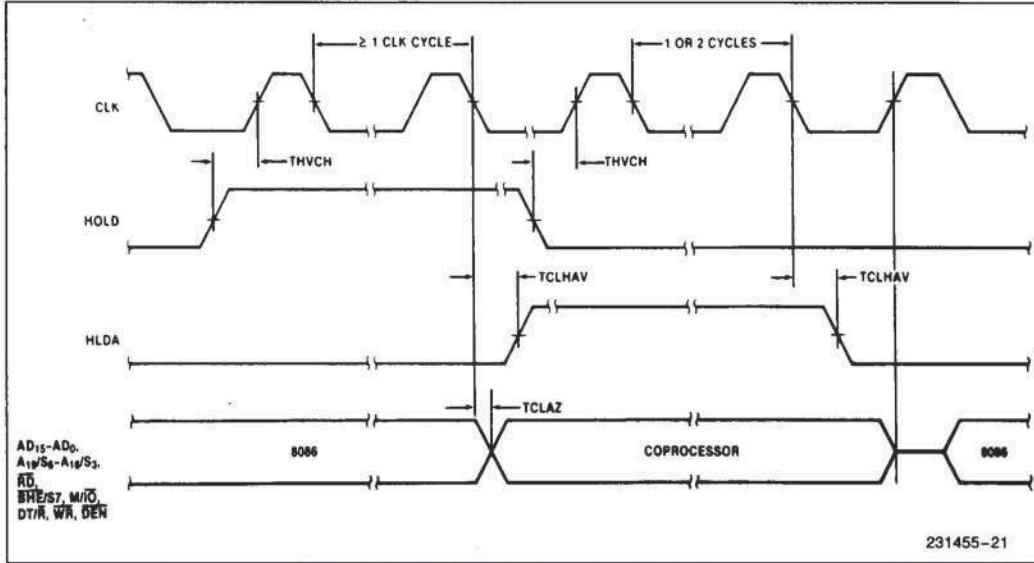 ≥ 1 CLK CYCLE
1 OR 2 CYCLES
CLK
THVCH
THVCH
HOLD
TCLHAV
TCLHAV
HLDA
TCLAZ
8086
COPROCESSOR
8086
AD15-AD0,
A19/S6-A16/S3,
RD,
BHE/S7, M/IO,
DT/R, WR, DEN
231455-21